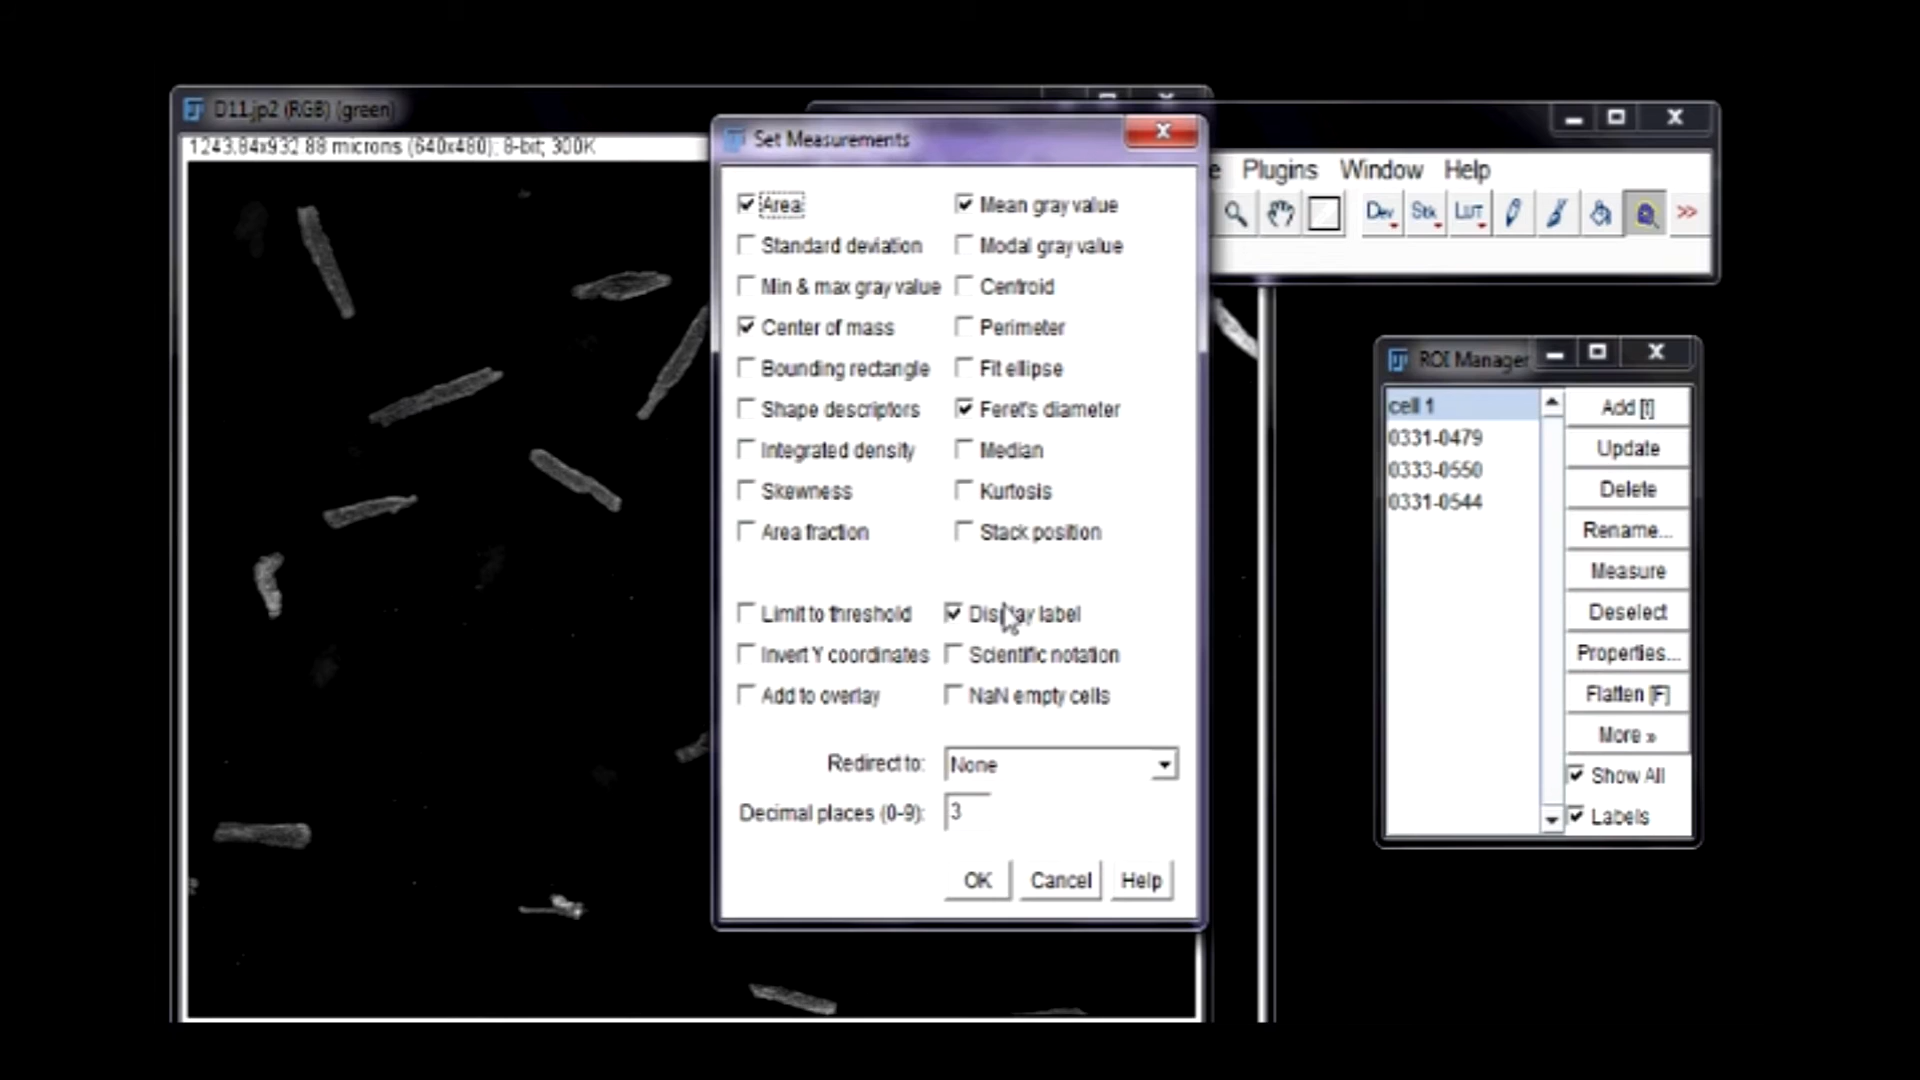 D11.jp2 (RGB) (green)
1243.84x932.88 microns (640x480); 8-bit; 300K
Set Measurements
Area
Mean gray value
Standard deviation
Modal gray value
Min & max gray value
Centroid
Center of mass
Perimeter
Bounding rectangle
Fit ellipse
Shape descriptors
Feret's diameter
Integrated density
Median
Skewness
Kurtosis
Area fraction
Stack position
Limit to threshold
Display label
Invert Y coordinates
Scientific notation
Add to overlay
NaN empty cells
Redirect to: None
Decimal places (0-9): 3
OK Cancel Help
Plugins Window Help
Dev Stk LUT >>
ROI Manager
cell 1
0331-0479
0333-0550
0331-0544
Add [t]
Update
Delete
Rename...
Measure
Deselect
Properties...
Flatten [F]
More »
Show All
Labels